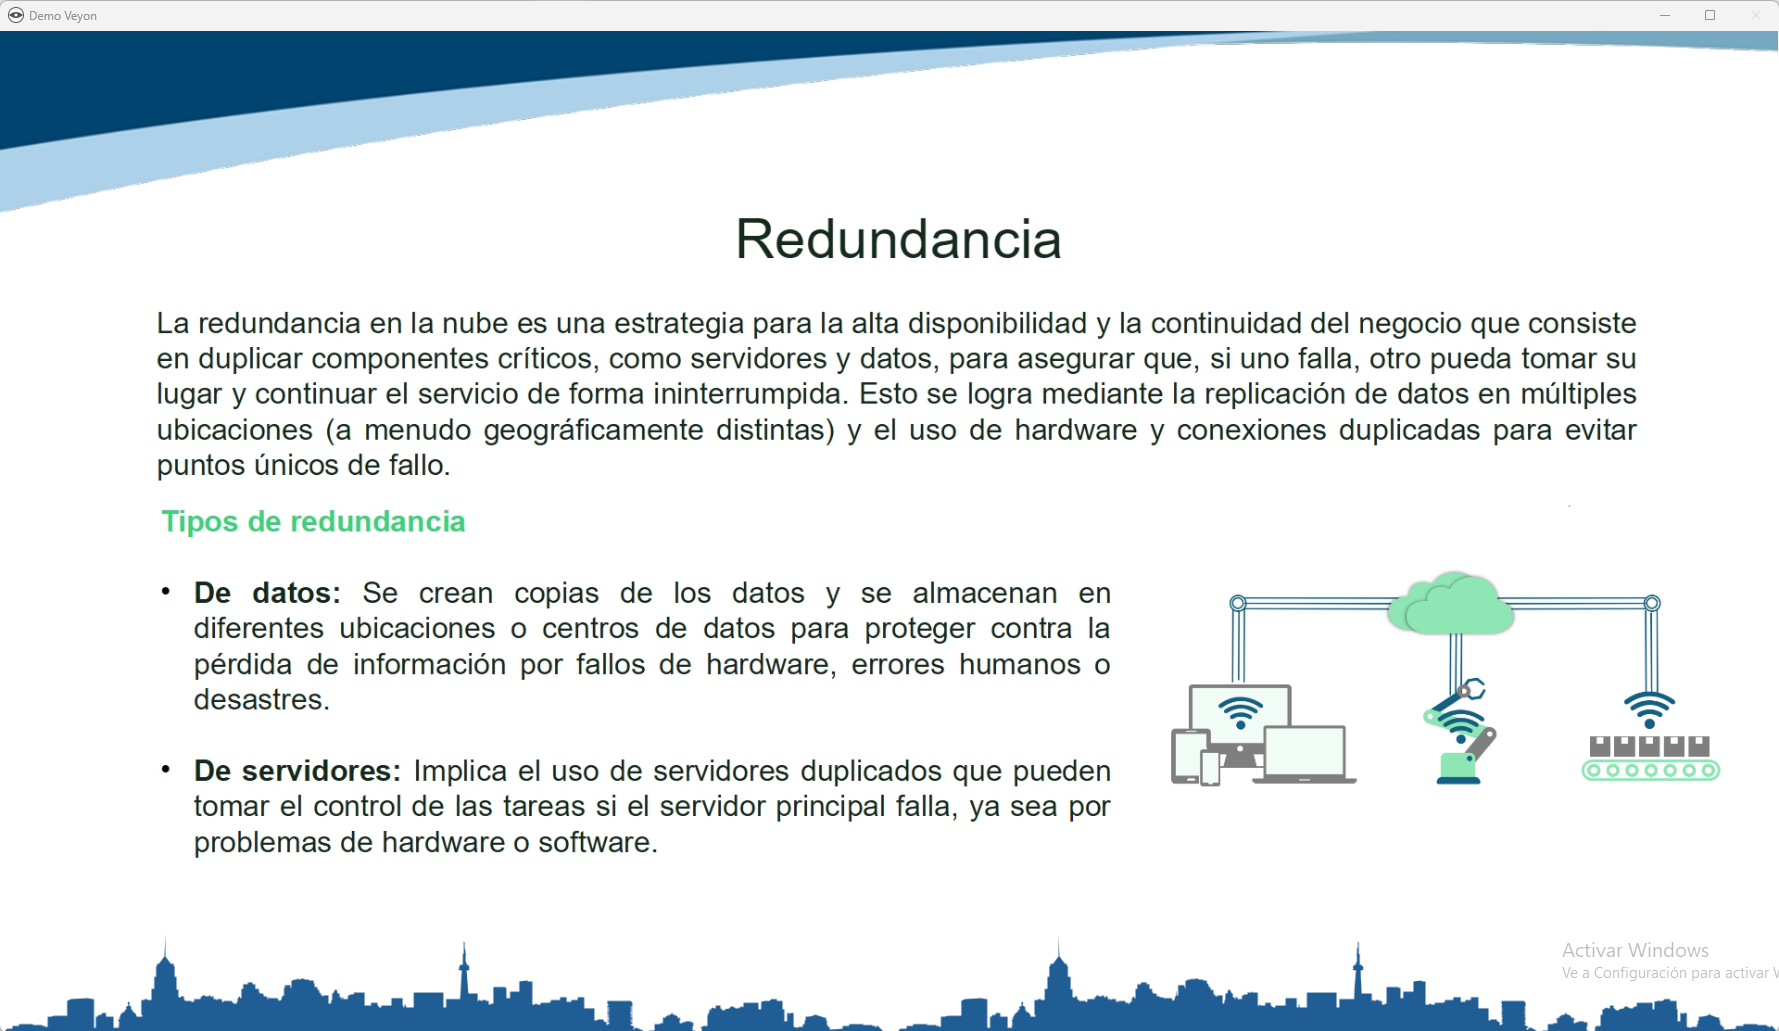 Demo Veyon
Redundancia
La redundancia en la nube es una estrategia para la alta disponibilidad y la continuidad del negocio que consiste
en duplicar componentes críticos, como servidores y datos, para asegurar que, si uno falla, otro pueda tomar su
lugar y continuar el servicio de forma ininterrumpida. Esto se logra mediante la replicación de datos en múltiples
ubicaciones (a menudo geográficamente distintas) y el uso de hardware y conexiones duplicadas para evitar
puntos únicos de fallo.
Tipos de redundancia
• De datos: Se crean copias de los datos y se almacenan en
diferentes ubicaciones o centros de datos para proteger contra la
pérdida de información por fallos de hardware, errores humanos o
desastres.
• De servidores: Implica el uso de servidores duplicados que pueden
tomar el control de las tareas si el servidor principal falla, ya sea por
problemas de hardware o software.
Activar Windows
Ve a Configuración para activar